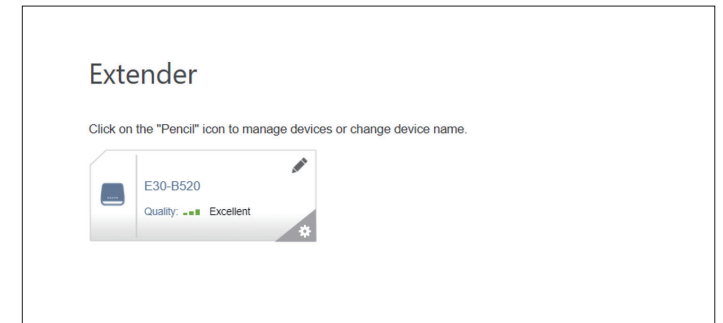 Extender
Click on the "Pencil" icon to manage devices or change device name.
E30-B520
Quality: Excellent